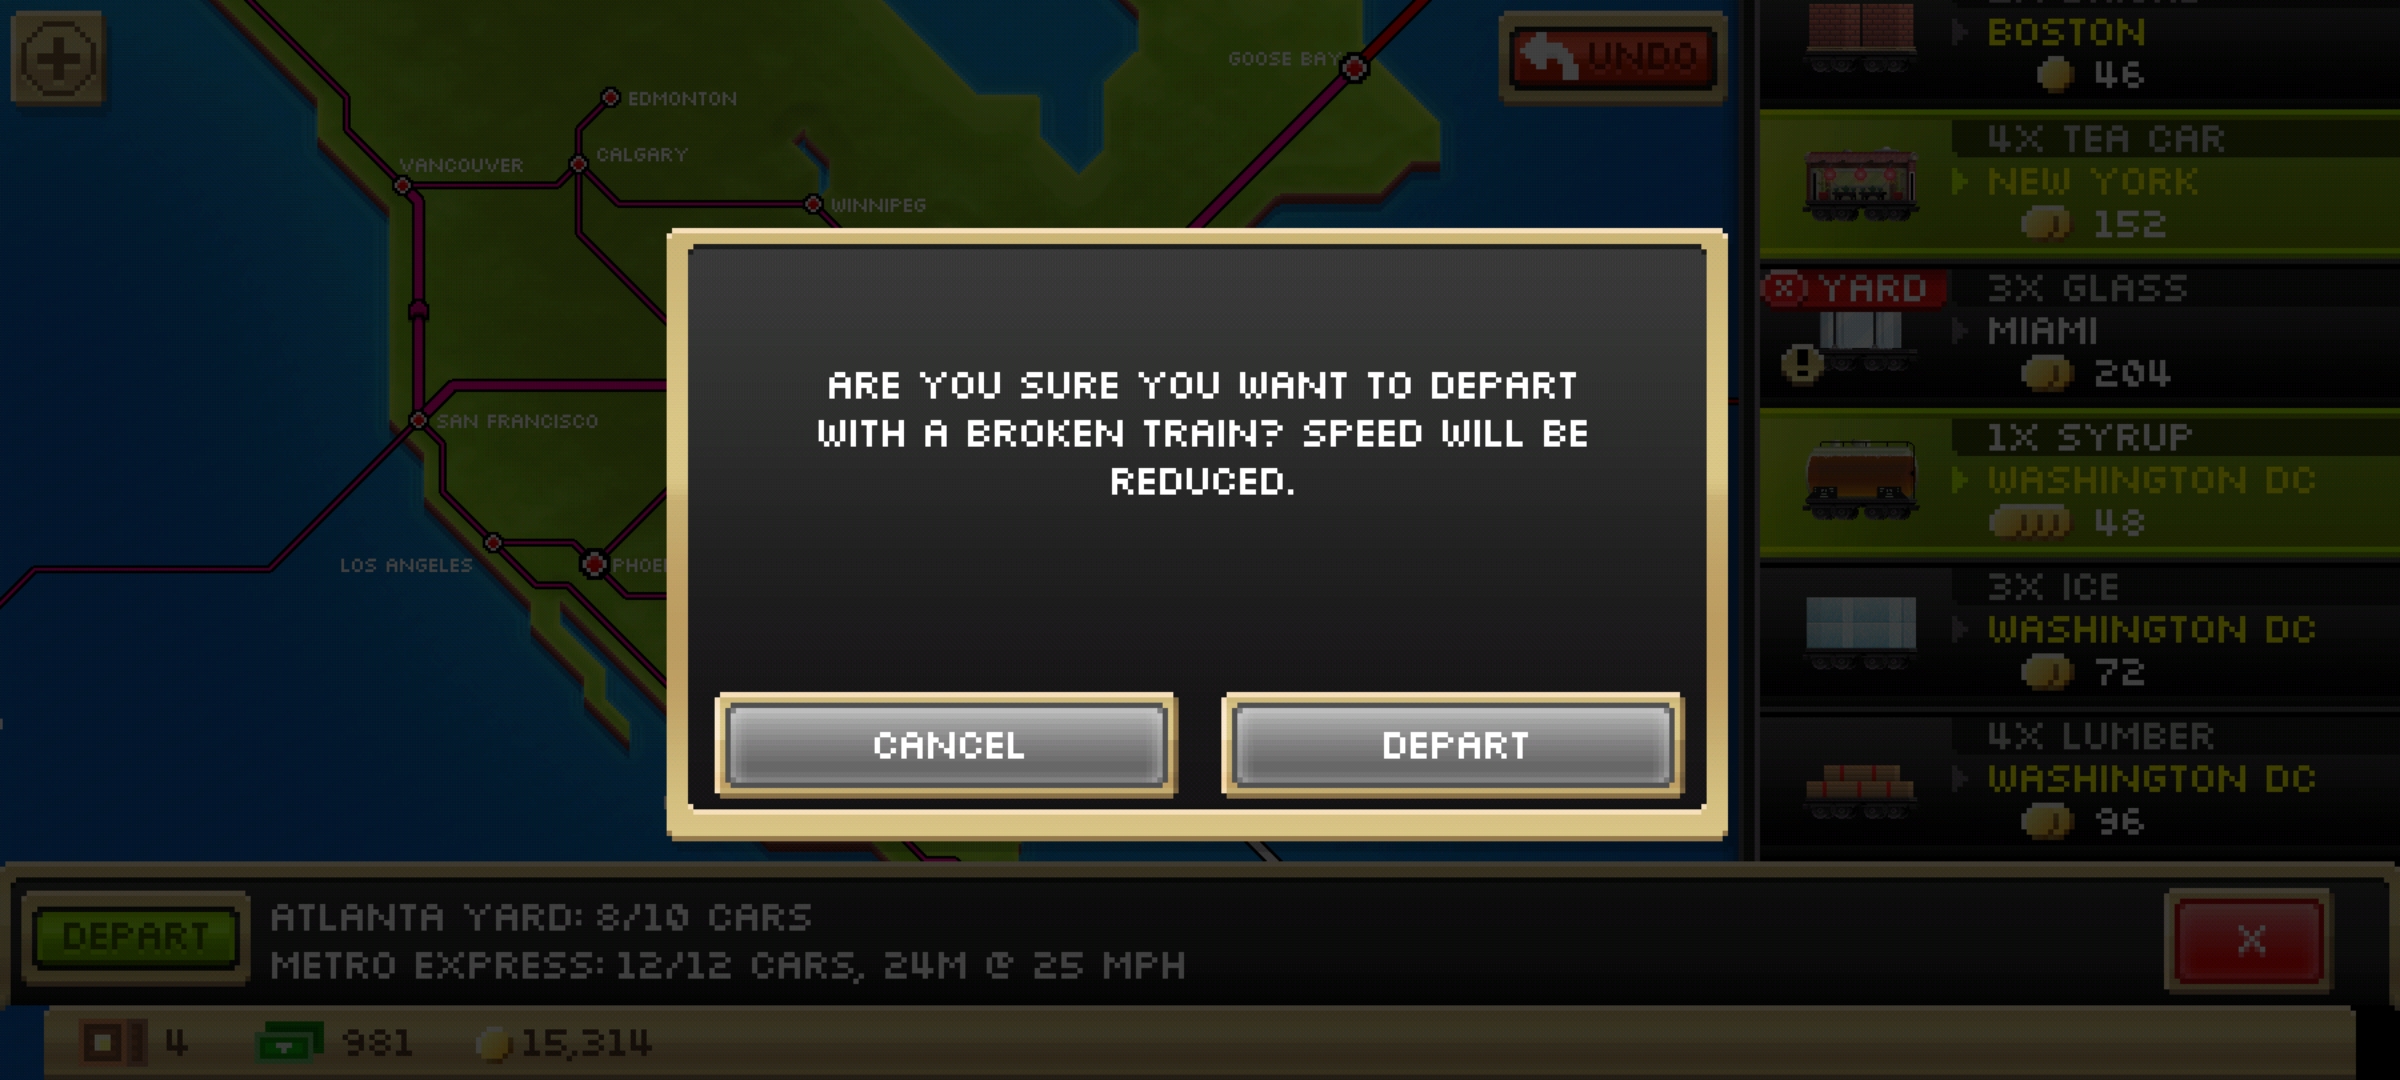 GOOSE BAY
UNDO
EDMONTON
VANCOUVER
CALGARY
WINNIPEG
SAN FRANCISCO
LOS ANGELES
ARE YOU SURE YOU WANT TO DEPART
WITH A BROKEN TRAIN? SPEED WILL BE
REDUCED.
CANCEL
DEPART
BOSTON
46
4X TEA CAR
NEW YORK
152
YARD
3X GLASS
MIAMI
204
1X SYRUP
WASHINGTON DC
48
3X ICE
WASHINGTON DC
72
4X LUMBER
WASHINGTON DC
96
DEPART
ATLANTA YARD: 8/10 CARS
METRO EXPRESS: 12/12 CARS, 24M @ 25 MPH
X
4
981
15,314